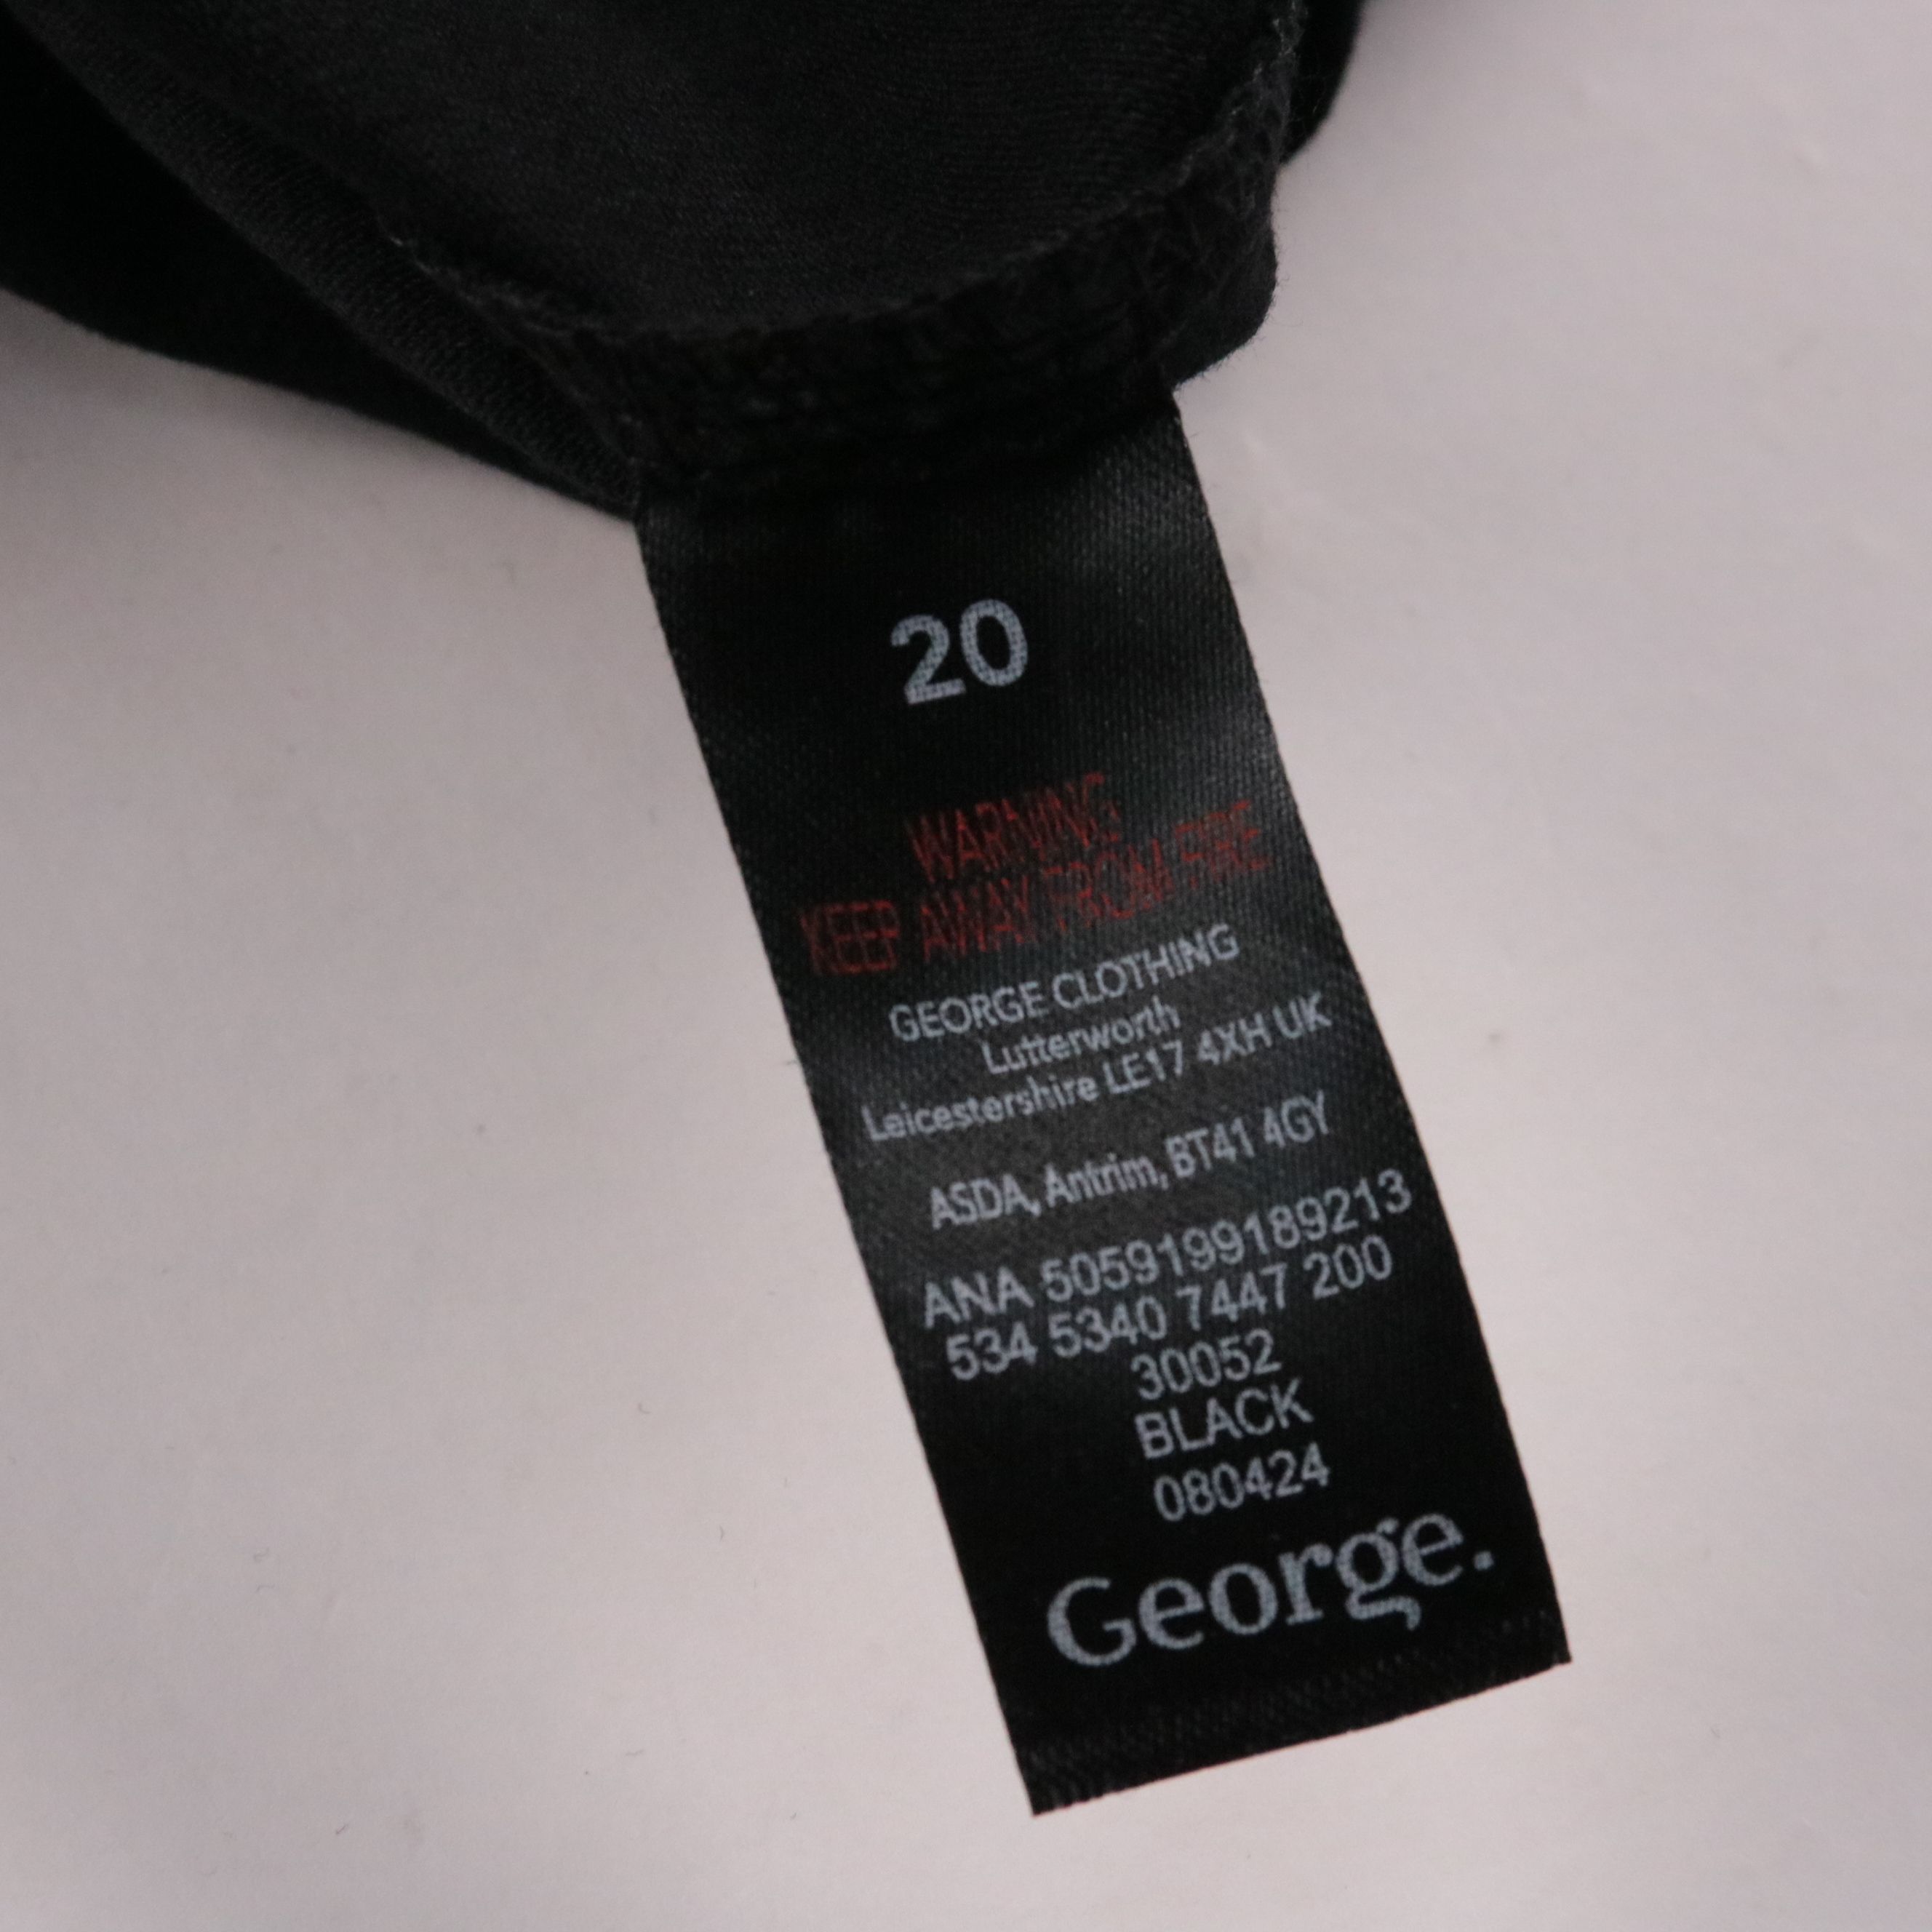 20
WARNING
KEEP AWAY FROM FIRE
GEORGE CLOTHING
Lutterworth
Leicestershire LE17 4XH UK
ASDA, Antrim, BT41 4GY
ANA 5059199189213
534 5340 7447 200
30052
BLACK
080424
George.